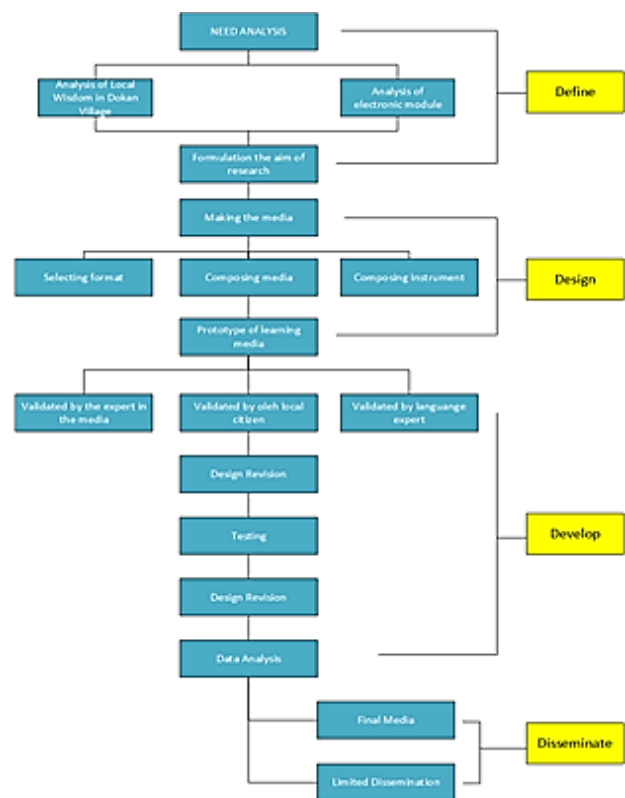 NEED ANALYSIS
Analysis of Local
Wisdom in Dokan
Village
Analysis of
electronic module
Define
Formulation the aim of
research
Making the media
Selecting format
Composing media
Composing instrument
Design
Prototype of learning
media
Validated by the expert in
the media
Validated by oleh local
citizen
Validated by languange
expert
Design Revision
Testing
Develop
Design Revision
Data Analysis
Final Media
Disseminate
Limited Dissemination